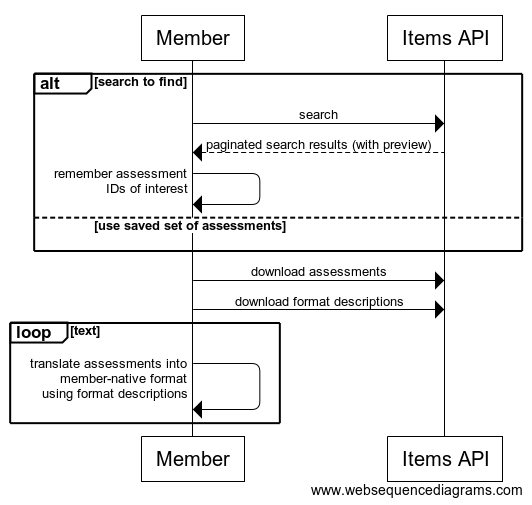 Member
Items API
alt
[search to find]
search
paginated search results (with preview)
remember assessment
IDs of interest
[use saved set of assessments]
download assessments
download format descriptions
loop
[text]
translate assessments into
member-native format
using format descriptions
Member
Items API
www.websequencediagrams.com